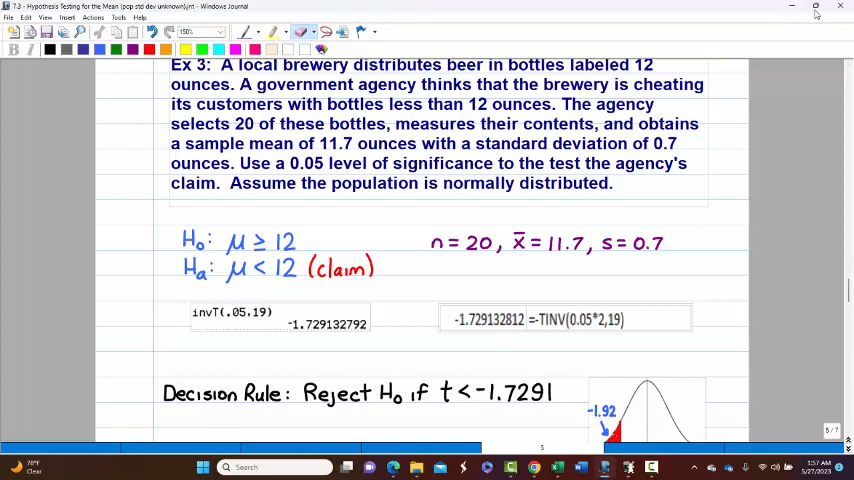 7.3 - Hypothesis Testing for the Mean (pop std dev unknown).jnt - Windows Journal
File Edit View Insert Actions Tools Help
150%
B I
Ex 3: A local brewery distributes beer in bottles labeled 12
ounces. A government agency thinks that the brewery is cheating
its customers with bottles less than 12 ounces. The agency
selects 20 of these bottles, measures their contents, and obtains
a sample mean of 11.7 ounces with a standard deviation of 0.7
ounces. Use a 0.05 level of significance to the test the agency's
claim. Assume the population is normally distributed.
H₀: μ ≥ 12
n = 20, x̄ = 11.7, s = 0.7
Hₐ: μ < 12 (claim)
invT(.05,19)
-1.729132792
-1.729132812 =-TINV(0.05*2,19)
Decision Rule: Reject H₀ if t < -1.7291
-1.92
5/7
5
78°F
Clear
Search
1:57 AM
5/27/2023